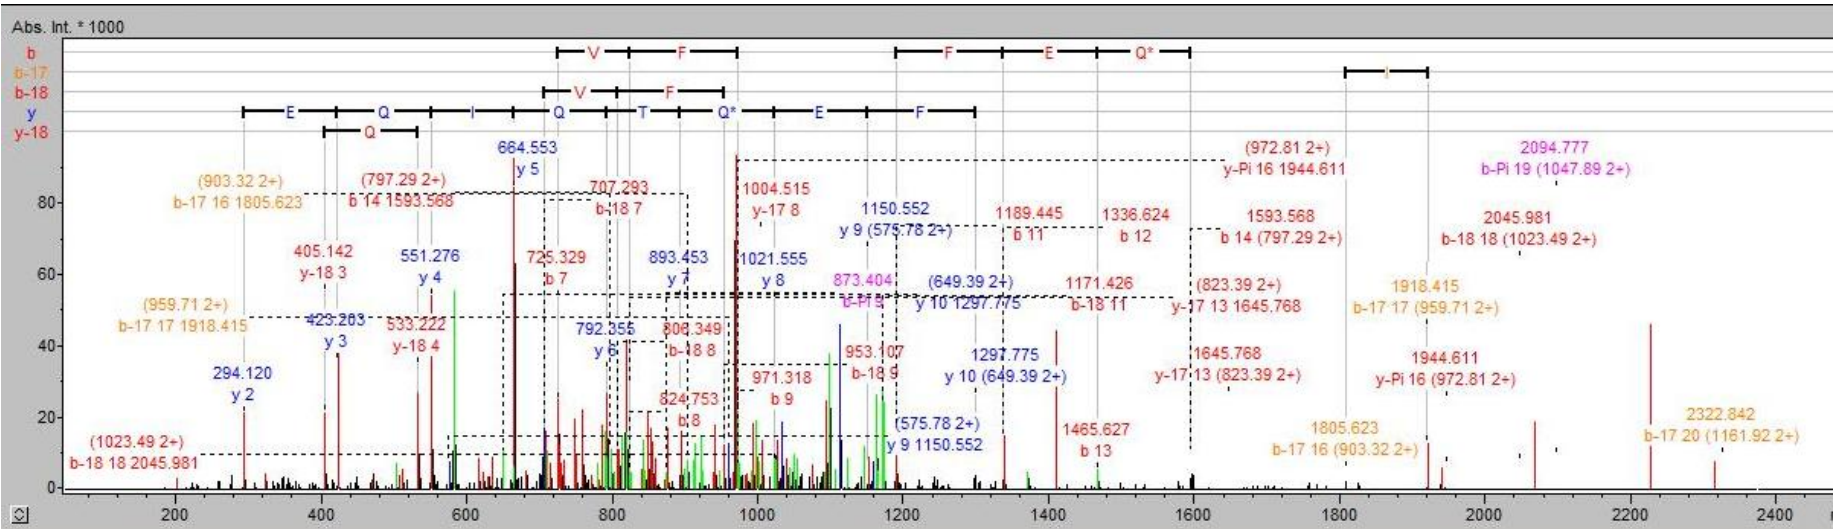 Abs. Int. * 1000
b
V F F E Q*
b-17
I
b-18
V F
y
E Q I Q T Q* E F
y-18
Q
664.553
y 5
(972.81 2+)
y-Pi 16 1944.611
2094.777
b-Pi 19 (1047.89 2+)
(903.32 2+)
b-17 16 1805.623
(797.29 2+)
b 14 1593.568
707.293
b-18 7
1004.515
y-17 8
1150.552
y 9 (575.78 2+)
1189.445
b 11
1336.624
b 12
1593.568
b 14 (797.29 2+)
2045.981
b-18 18 (1023.49 2+)
405.142
y-18 3
551.276
y 4
725.329
b 7
893.453
y 7
1021.555
y 8
873.404
b-Pi 9
(649.39 2+)
y 10 1297.775
1171.426
b-18 11
(823.39 2+)
y-17 13 1645.768
1918.415
b-17 17 (959.71 2+)
(959.71 2+)
b-17 17 1918.415
423.203
y 3
533.222
y-18 4
792.355
y 6
806.349
b-18 8
953.107
b-18 9
1297.775
y 10 (649.39 2+)
1645.768
y-17 13 (823.39 2+)
1944.611
y-Pi 16 (972.81 2+)
294.120
y 2
824.753
b 8
971.318
b 9
(575.78 2+)
y 9 1150.552
1465.627
b 13
1805.623
b-17 16 (903.32 2+)
2322.842
b-17 20 (1161.92 2+)
(1023.49 2+)
b-18 18 2045.981
80
60
40
20
0
200 400 600 800 1000 1200 1400 1600 1800 2000 2200 2400